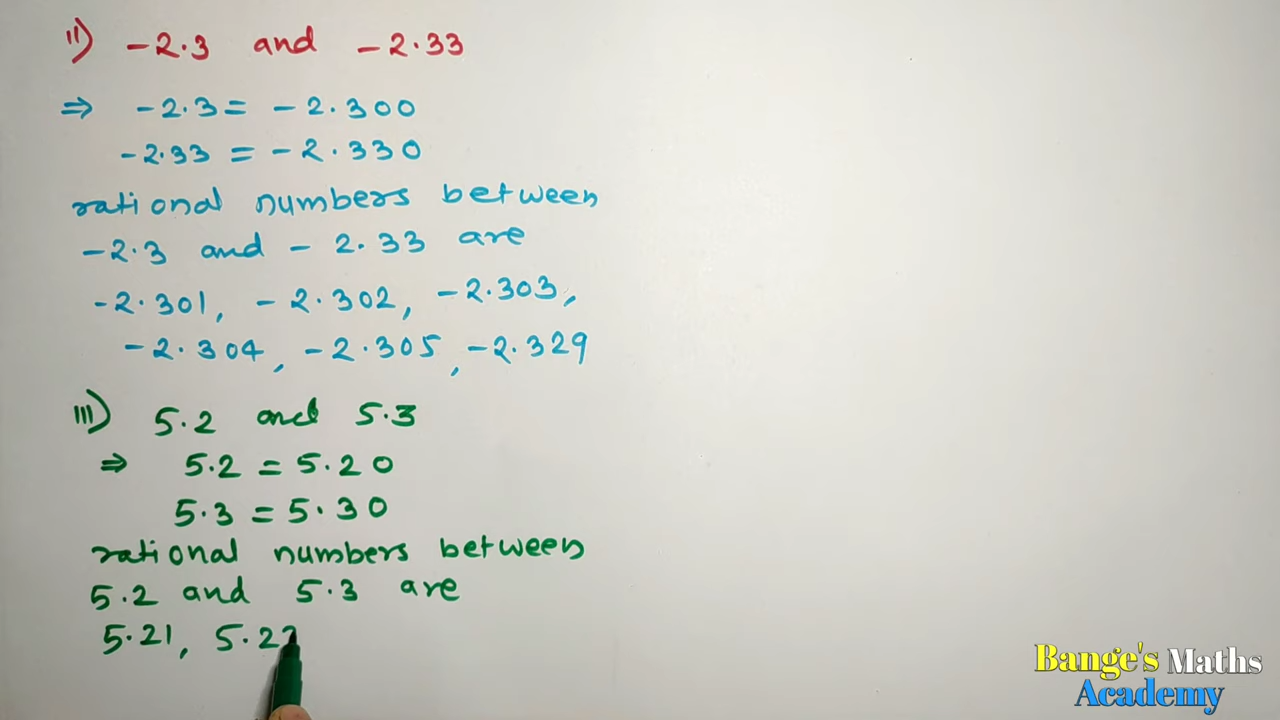 II) -2.3 and -2.33
⇒ -2.3 = -2.300
-2.33 = -2.330
rational numbers between
-2.3 and -2.33 are
-2.301, -2.302, -2.303,
-2.304, -2.305, -2.329
III) 5.2 and 5.3
⇒ 5.2 = 5.20
5.3 = 5.30
rational numbers between
5.2 and 5.3 are
5.21, 5.22
Bange's Maths
Academy